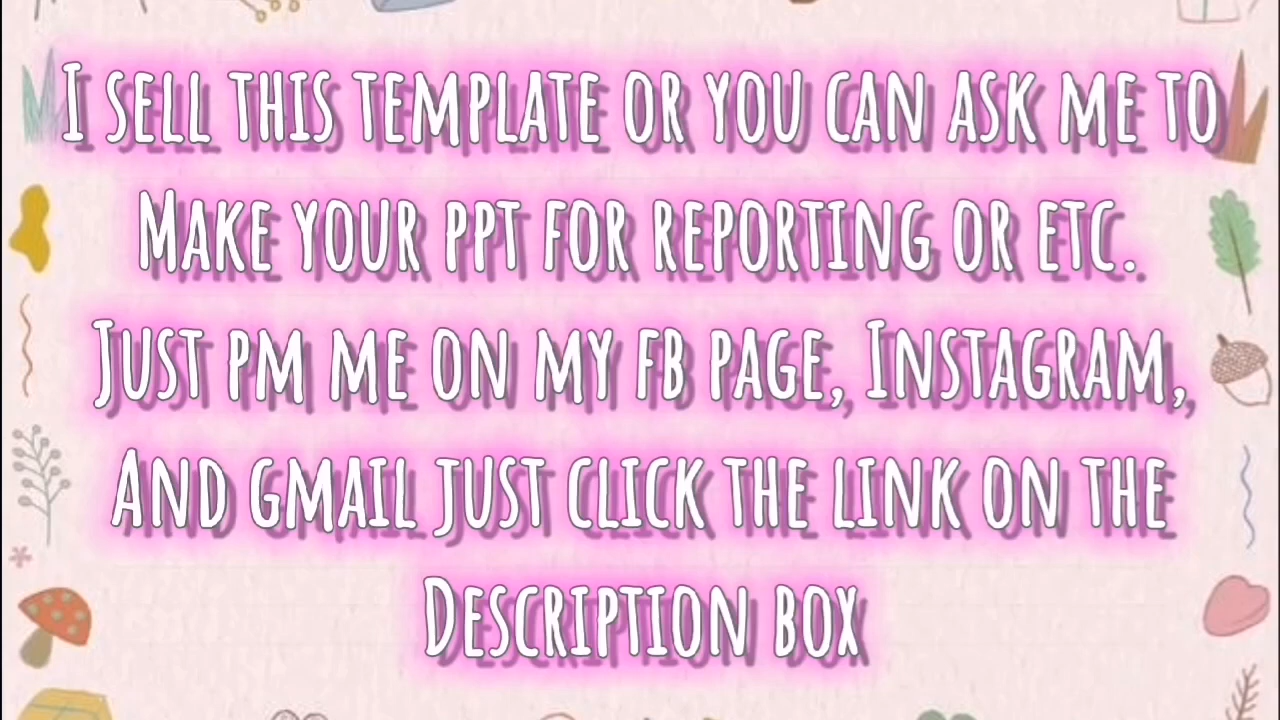 I sell this template or you can ask me to
Make your ppt for reporting or etc.
Just pm me on my fb page, Instagram,
And gmail just click the link on the
Description box